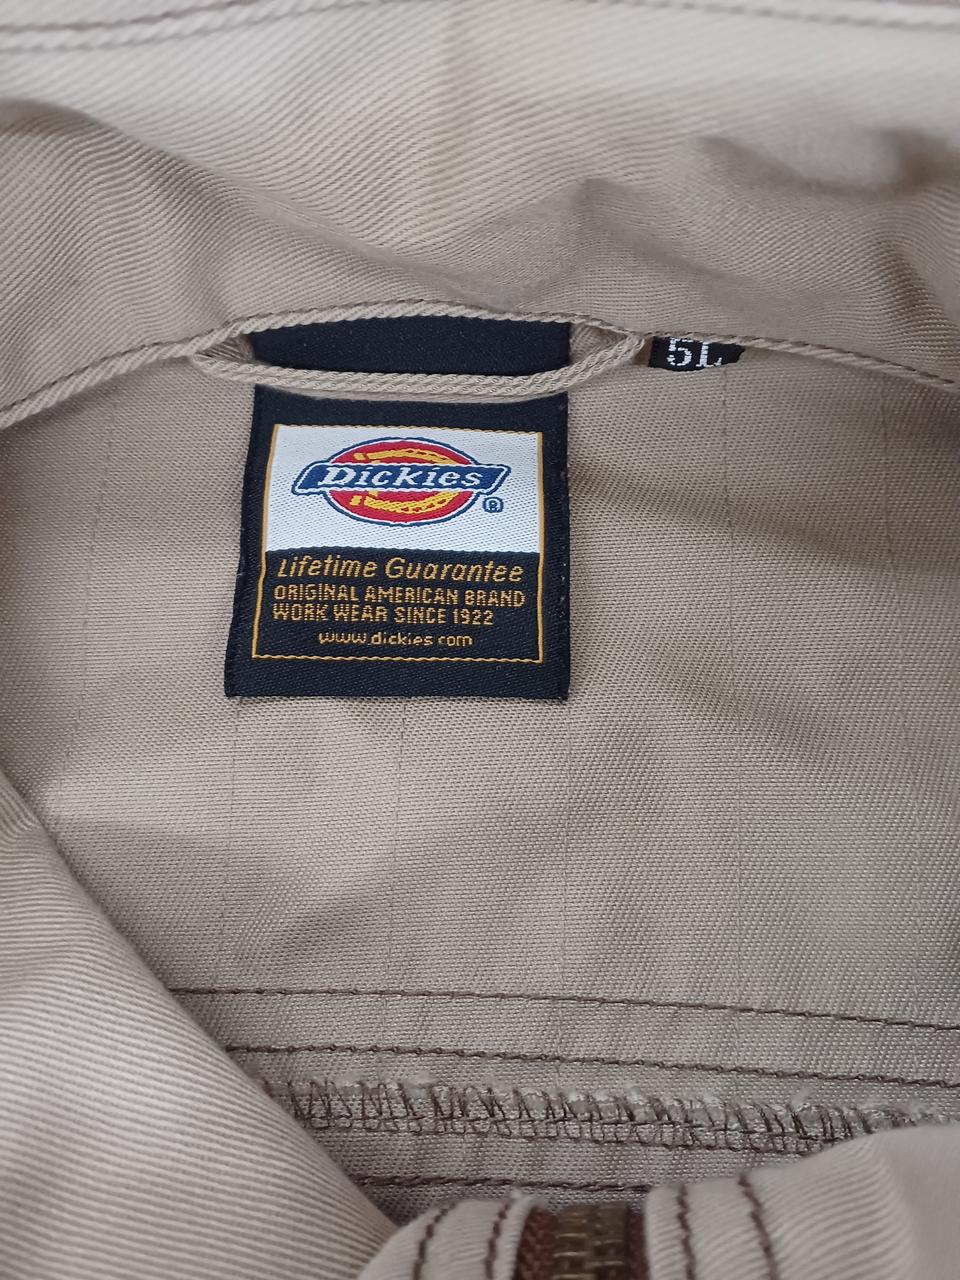 5L
Dickies
®
Lifetime Guarantee
ORIGINAL AMERICAN BRAND
WORK WEAR SINCE 1922
www.dickies.com